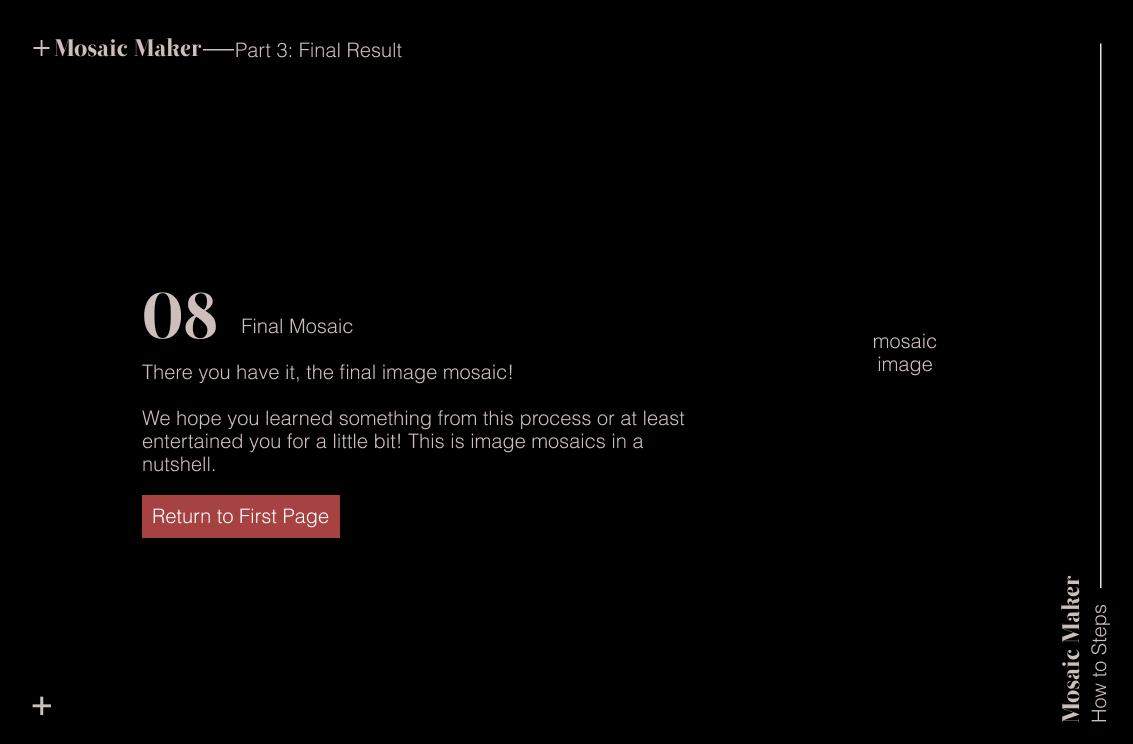 + Mosaic Maker — Part 3: Final Result
08 Final Mosaic
There you have it, the final image mosaic!
We hope you learned something from this process or at least
entertained you for a little bit! This is image mosaics in a
nutshell.
Return to First Page
mosaic
image
Mosaic Maker
How to Steps
+